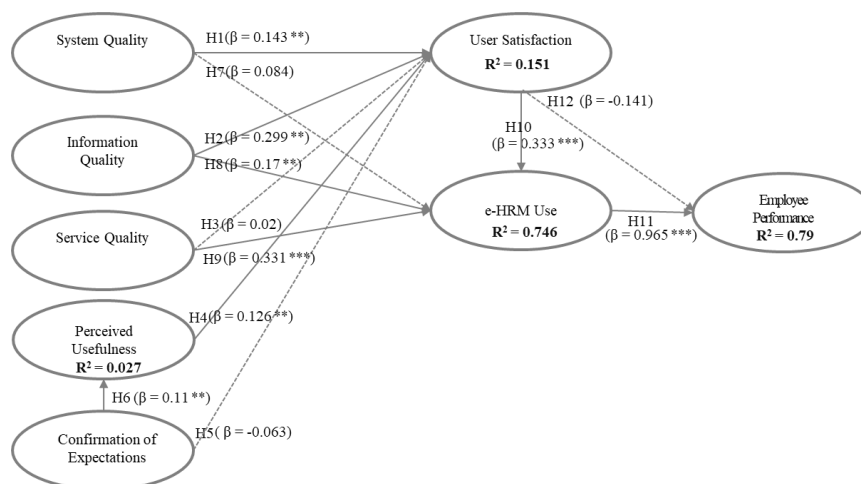 System Quality
H1(β = 0.143 **)
User Satisfaction
R² = 0.151
H7(β = 0.084)
H12 (β = -0.141)
H10
(β = 0.333 ***)
Information
Quality
H2(β = 0.299 **)
H8(β = 0.17 **)
e-HRM Use
R² = 0.746
H11
(β = 0.965 ***)
Employee
Performance
R² = 0.79
Service Quality
H3(β = 0.02)
H9(β = 0.331 ***)
H4(β = 0.126 **)
Perceived
Usefulness
R² = 0.027
H6(β = 0.11 **)
H5( β = -0.063)
Confirmation of
Expectations